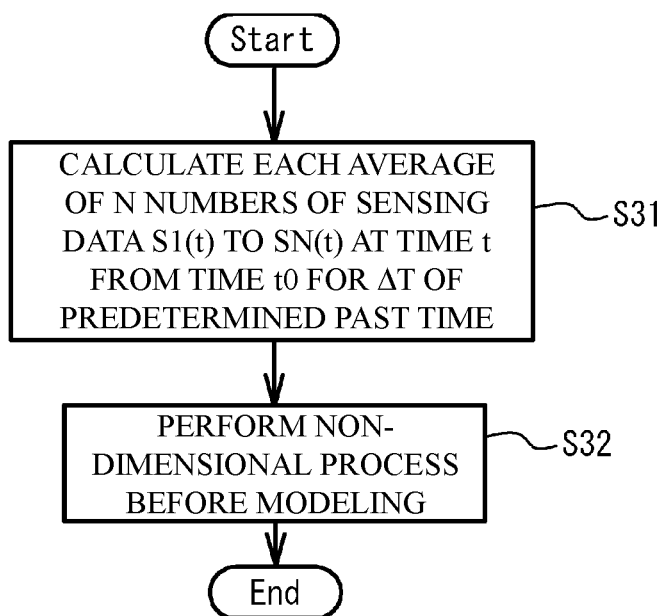 Start
CALCULATE EACH AVERAGE
OF N NUMBERS OF SENSING
DATA S1(t) TO SN(t) AT TIME t
FROM TIME t0 FOR ΔT OF
PREDETERMINED PAST TIME
S31
PERFORM NON-
DIMENSIONAL PROCESS
BEFORE MODELING
S32
End